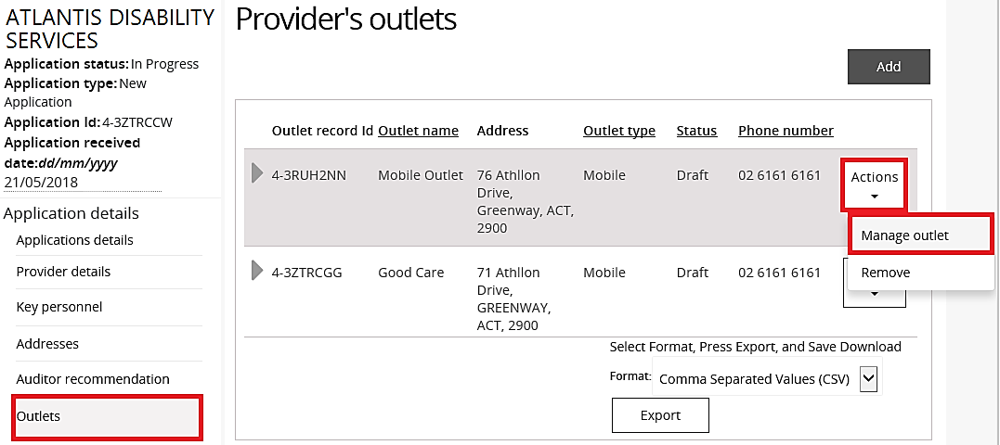 ATLANTIS DISABILITY
SERVICES
Application status: In Progress
Application type: New
Application
Application Id: 4-3ZTRCCW
Application received
date:dd/mm/yyyy
21/05/2018
Application details
Applications details
Provider details
Key personnel
Addresses
Auditor recommendation
Outlets
Provider's outlets
Add
Outlet record Id Outlet name Address Outlet type Status Phone number
4-3RUH2NN Mobile Outlet 76 Athllon Mobile Draft 02 6161 6161 Actions
Drive,
Greenway, ACT,
2900
Manage outlet
Remove
4-3ZTRCGG Good Care 71 Athllon Mobile Draft 02 6161 6161
Drive,
GREENWAY,
ACT, 2900
Select Format, Press Export, and Save Download
Format: Comma Separated Values (CSV)
Export